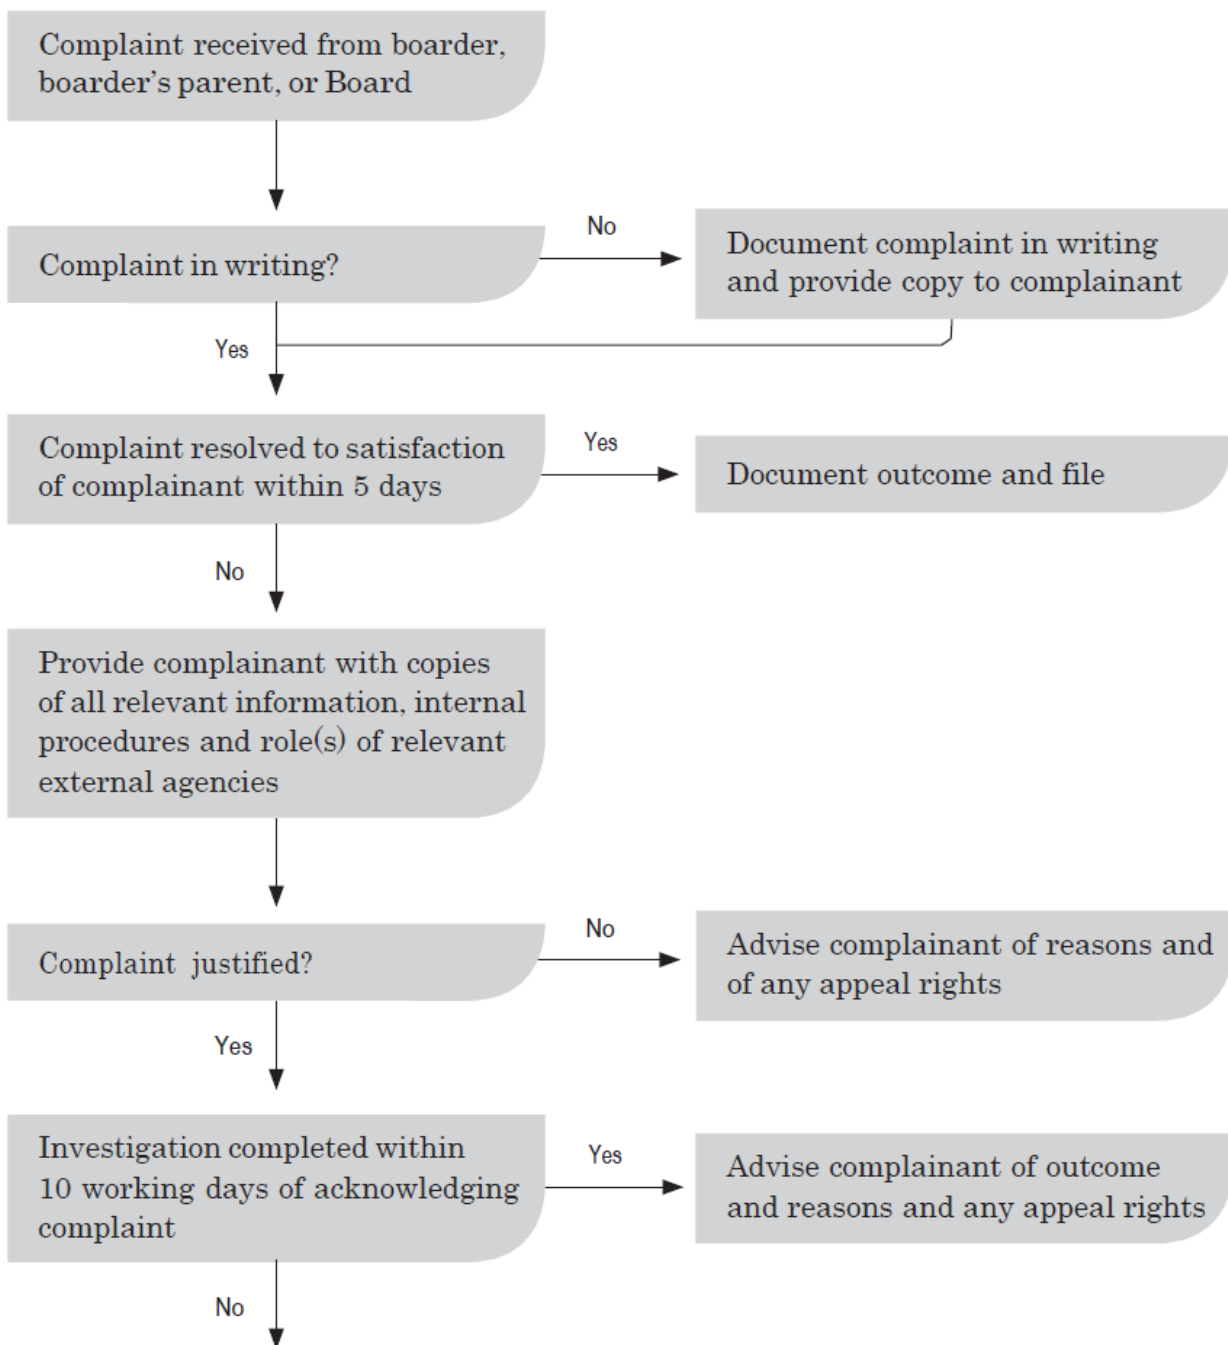 Complaint received from boarder,
boarder's parent, or Board
Complaint in writing?
No
Document complaint in writing
and provide copy to complainant
Yes
Complaint resolved to satisfaction
of complainant within 5 days
Yes
Document outcome and file
No
Provide complainant with copies
of all relevant information, internal
procedures and role(s) of relevant
external agencies
Complaint justified?
No
Advise complainant of reasons and
of any appeal rights
Yes
Investigation completed within
10 working days of acknowledging
complaint
Yes
Advise complainant of outcome
and reasons and any appeal rights
No